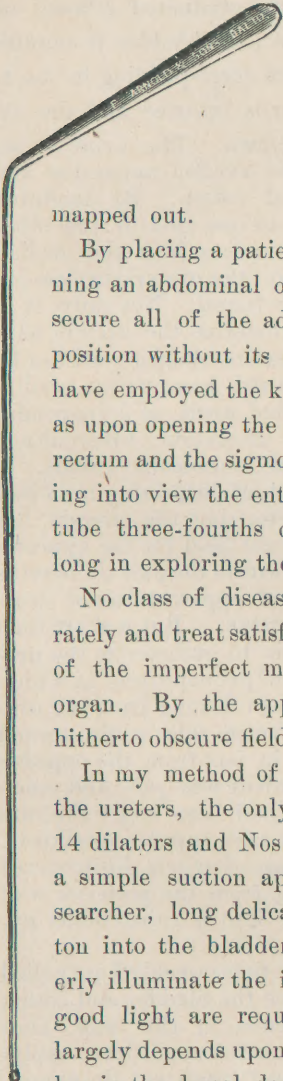 F. ARNOLD & SONS BALTO.
mapped out.
By placing a patie
ning an abdominal o
secure all of the ad
position without its
have employed the k
as upon opening the
rectum and the sigmo
ing into view the ent
tube three-fourths o
long in exploring the
No class of diseas
rately and treat satisf
of the imperfect m
organ. By the app
hitherto obscure field
In my method of
the ureters, the only
14 dilators and Nos
a simple suction ap
searcher, long delica
ton into the bladder
erly illuminate the i
good light are requ
largely depends upon